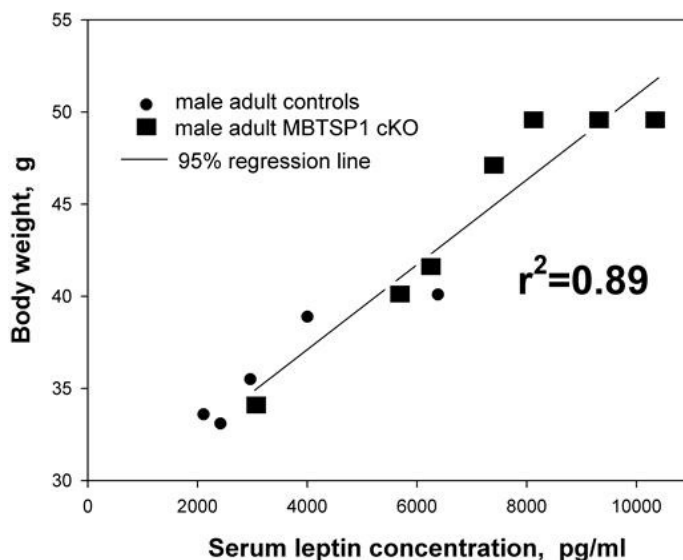 55
50
45
40
35
30
Body weight, g
male adult controls
male adult MBTSP1 cKO
95% regression line
r²=0.89
0 2000 4000 6000 8000 10000
Serum leptin concentration, pg/ml